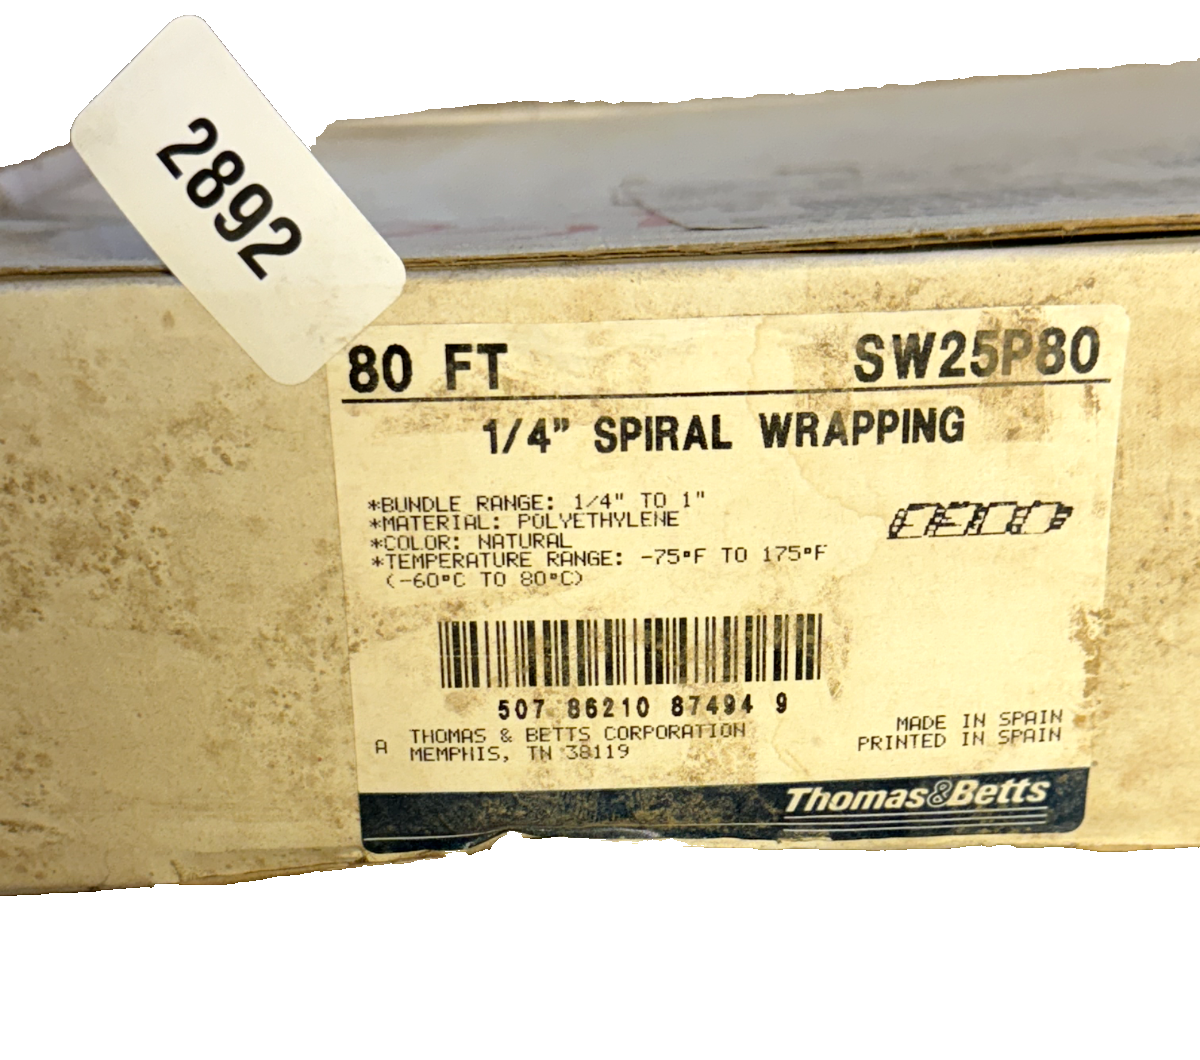 2892
80 FT SW25P80
1/4" SPIRAL WRAPPING
*BUNDLE RANGE: 1/4" TO 1"
*MATERIAL: POLYETHYLENE
*COLOR: NATURAL
*TEMPERATURE RANGE: -75°F TO 175°F
(-60°C TO 80°C)
507 86210 87494 9
A THOMAS & BETTS CORPORATION
MEMPHIS, TN 38119
MADE IN SPAIN
PRINTED IN SPAIN
Thomas&Betts